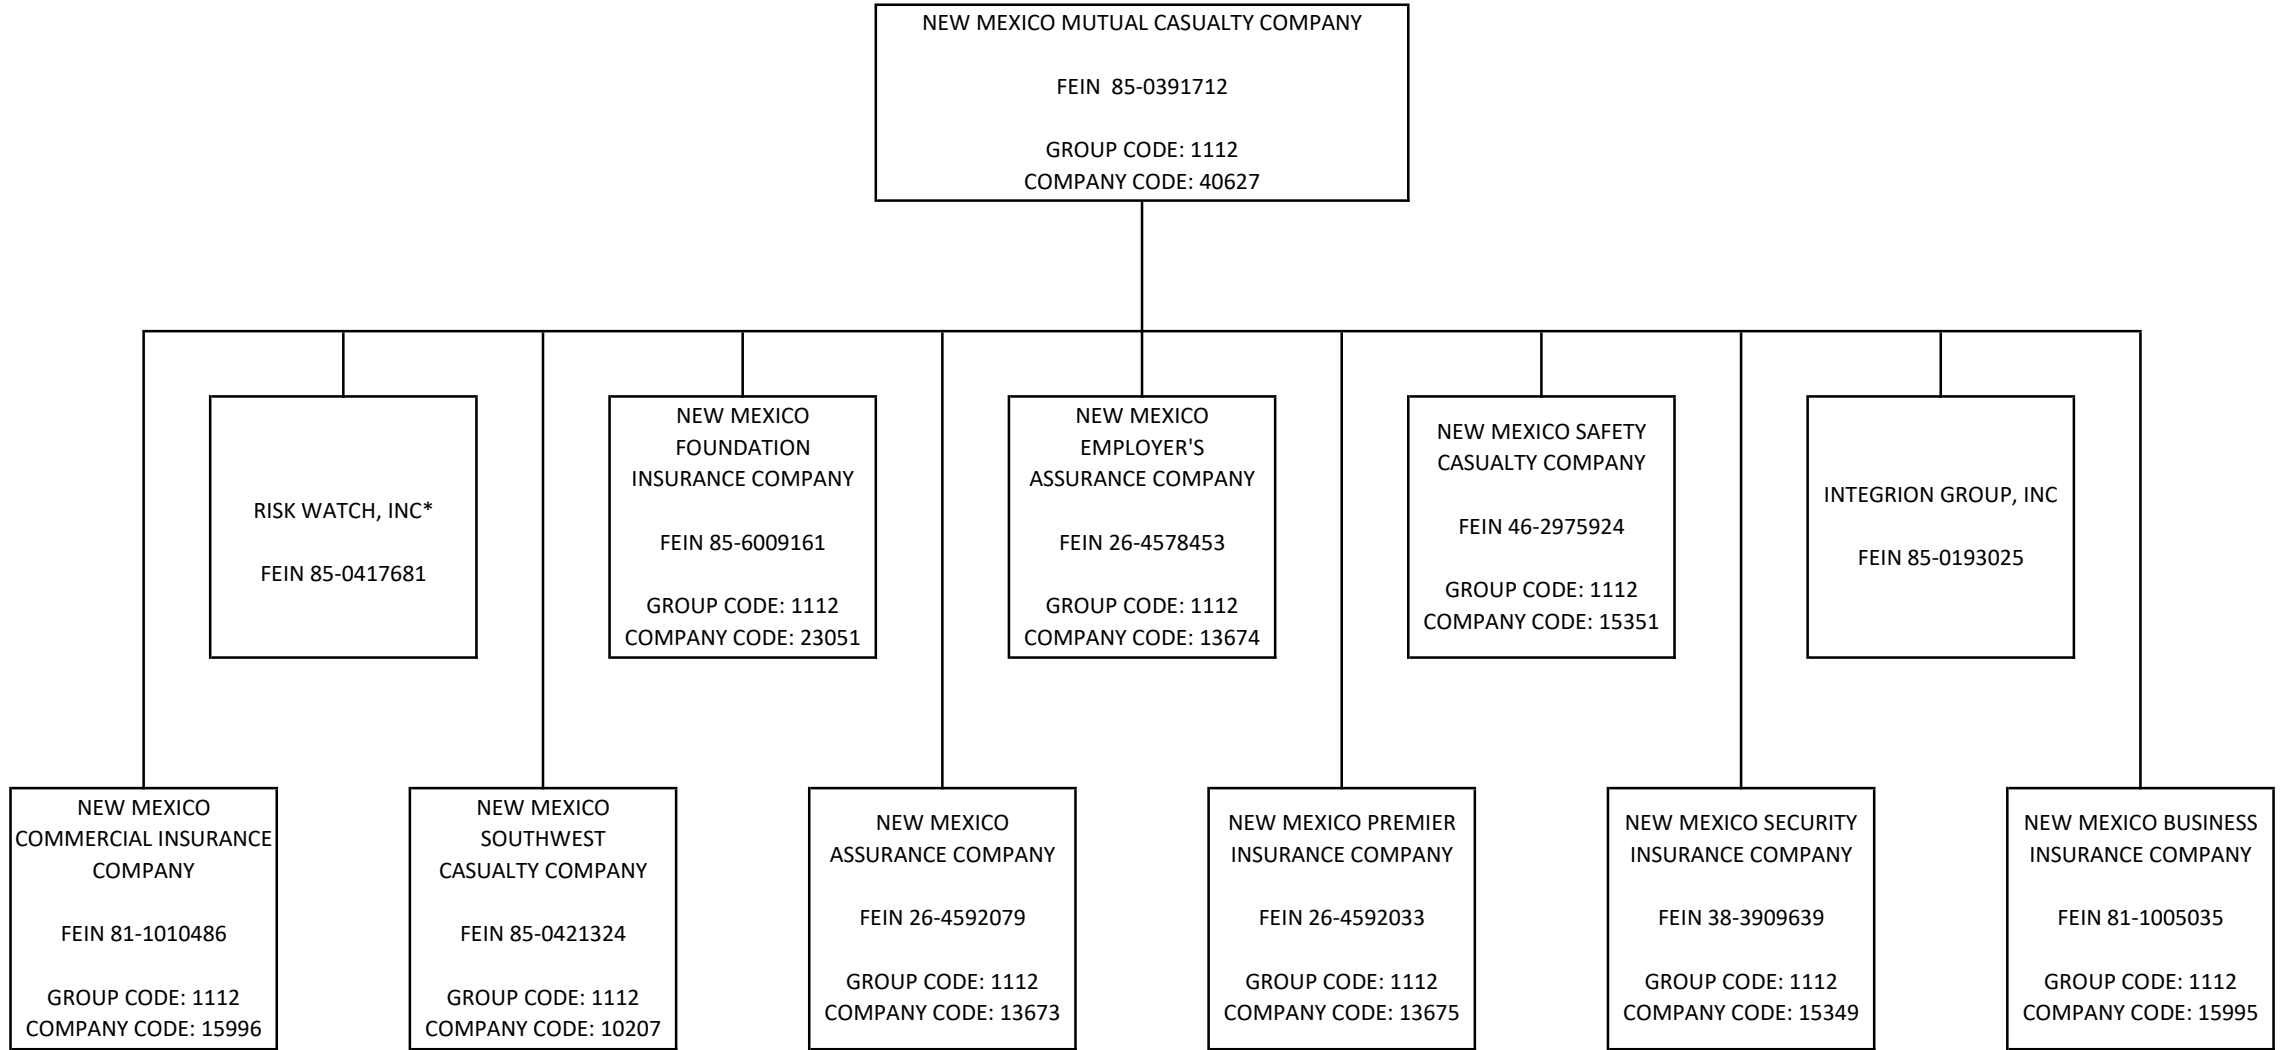 NEW MEXICO MUTUAL CASUALTY COMPANY
FEIN  85-0391712
GROUP CODE: 1112
COMPANY CODE: 40627
RISK WATCH, INC*
FEIN 85-0417681
NEW MEXICO
FOUNDATION
INSURANCE COMPANY
FEIN 85-6009161
GROUP CODE: 1112
COMPANY CODE: 23051
NEW MEXICO
EMPLOYER'S
ASSURANCE COMPANY
FEIN 26-4578453
GROUP CODE: 1112
COMPANY CODE: 13674
NEW MEXICO SAFETY
CASUALTY COMPANY
FEIN 46-2975924
GROUP CODE: 1112
COMPANY CODE: 15351
INTEGRION GROUP, INC
FEIN 85-0193025
NEW MEXICO
COMMERCIAL INSURANCE
COMPANY
FEIN 81-1010486
GROUP CODE: 1112
COMPANY CODE: 15996
NEW MEXICO
SOUTHWEST
CASUALTY COMPANY
FEIN 85-0421324
GROUP CODE: 1112
COMPANY CODE: 10207
NEW MEXICO
ASSURANCE COMPANY
FEIN 26-4592079
GROUP CODE: 1112
COMPANY CODE: 13673
NEW MEXICO PREMIER
INSURANCE COMPANY
FEIN 26-4592033
GROUP CODE: 1112
COMPANY CODE: 13675
NEW MEXICO SECURITY
INSURANCE COMPANY
FEIN 38-3909639
GROUP CODE: 1112
COMPANY CODE: 15349
NEW MEXICO BUSINESS
INSURANCE COMPANY
FEIN 81-1005035
GROUP CODE: 1112
COMPANY CODE: 15995